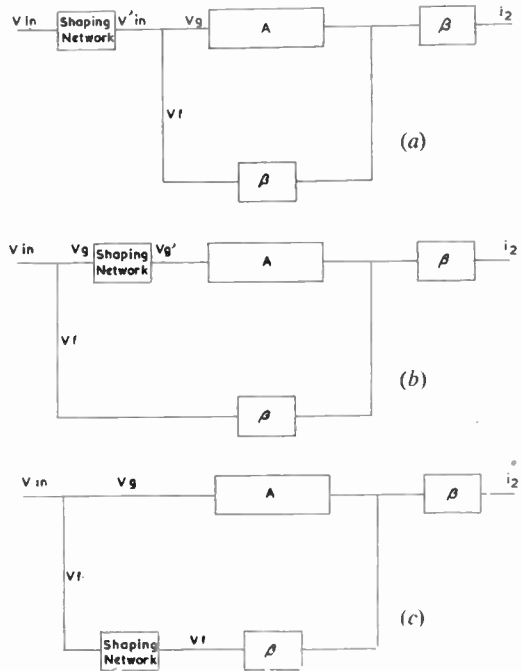 V in Shaping Network V'in Vg A β i2
Vf
(a)
β
V in Vg Shaping Network Vg' A β i2
Vf
(b)
β
V in Vg A β i2
Vf
(c)
Shaping Network Vf β